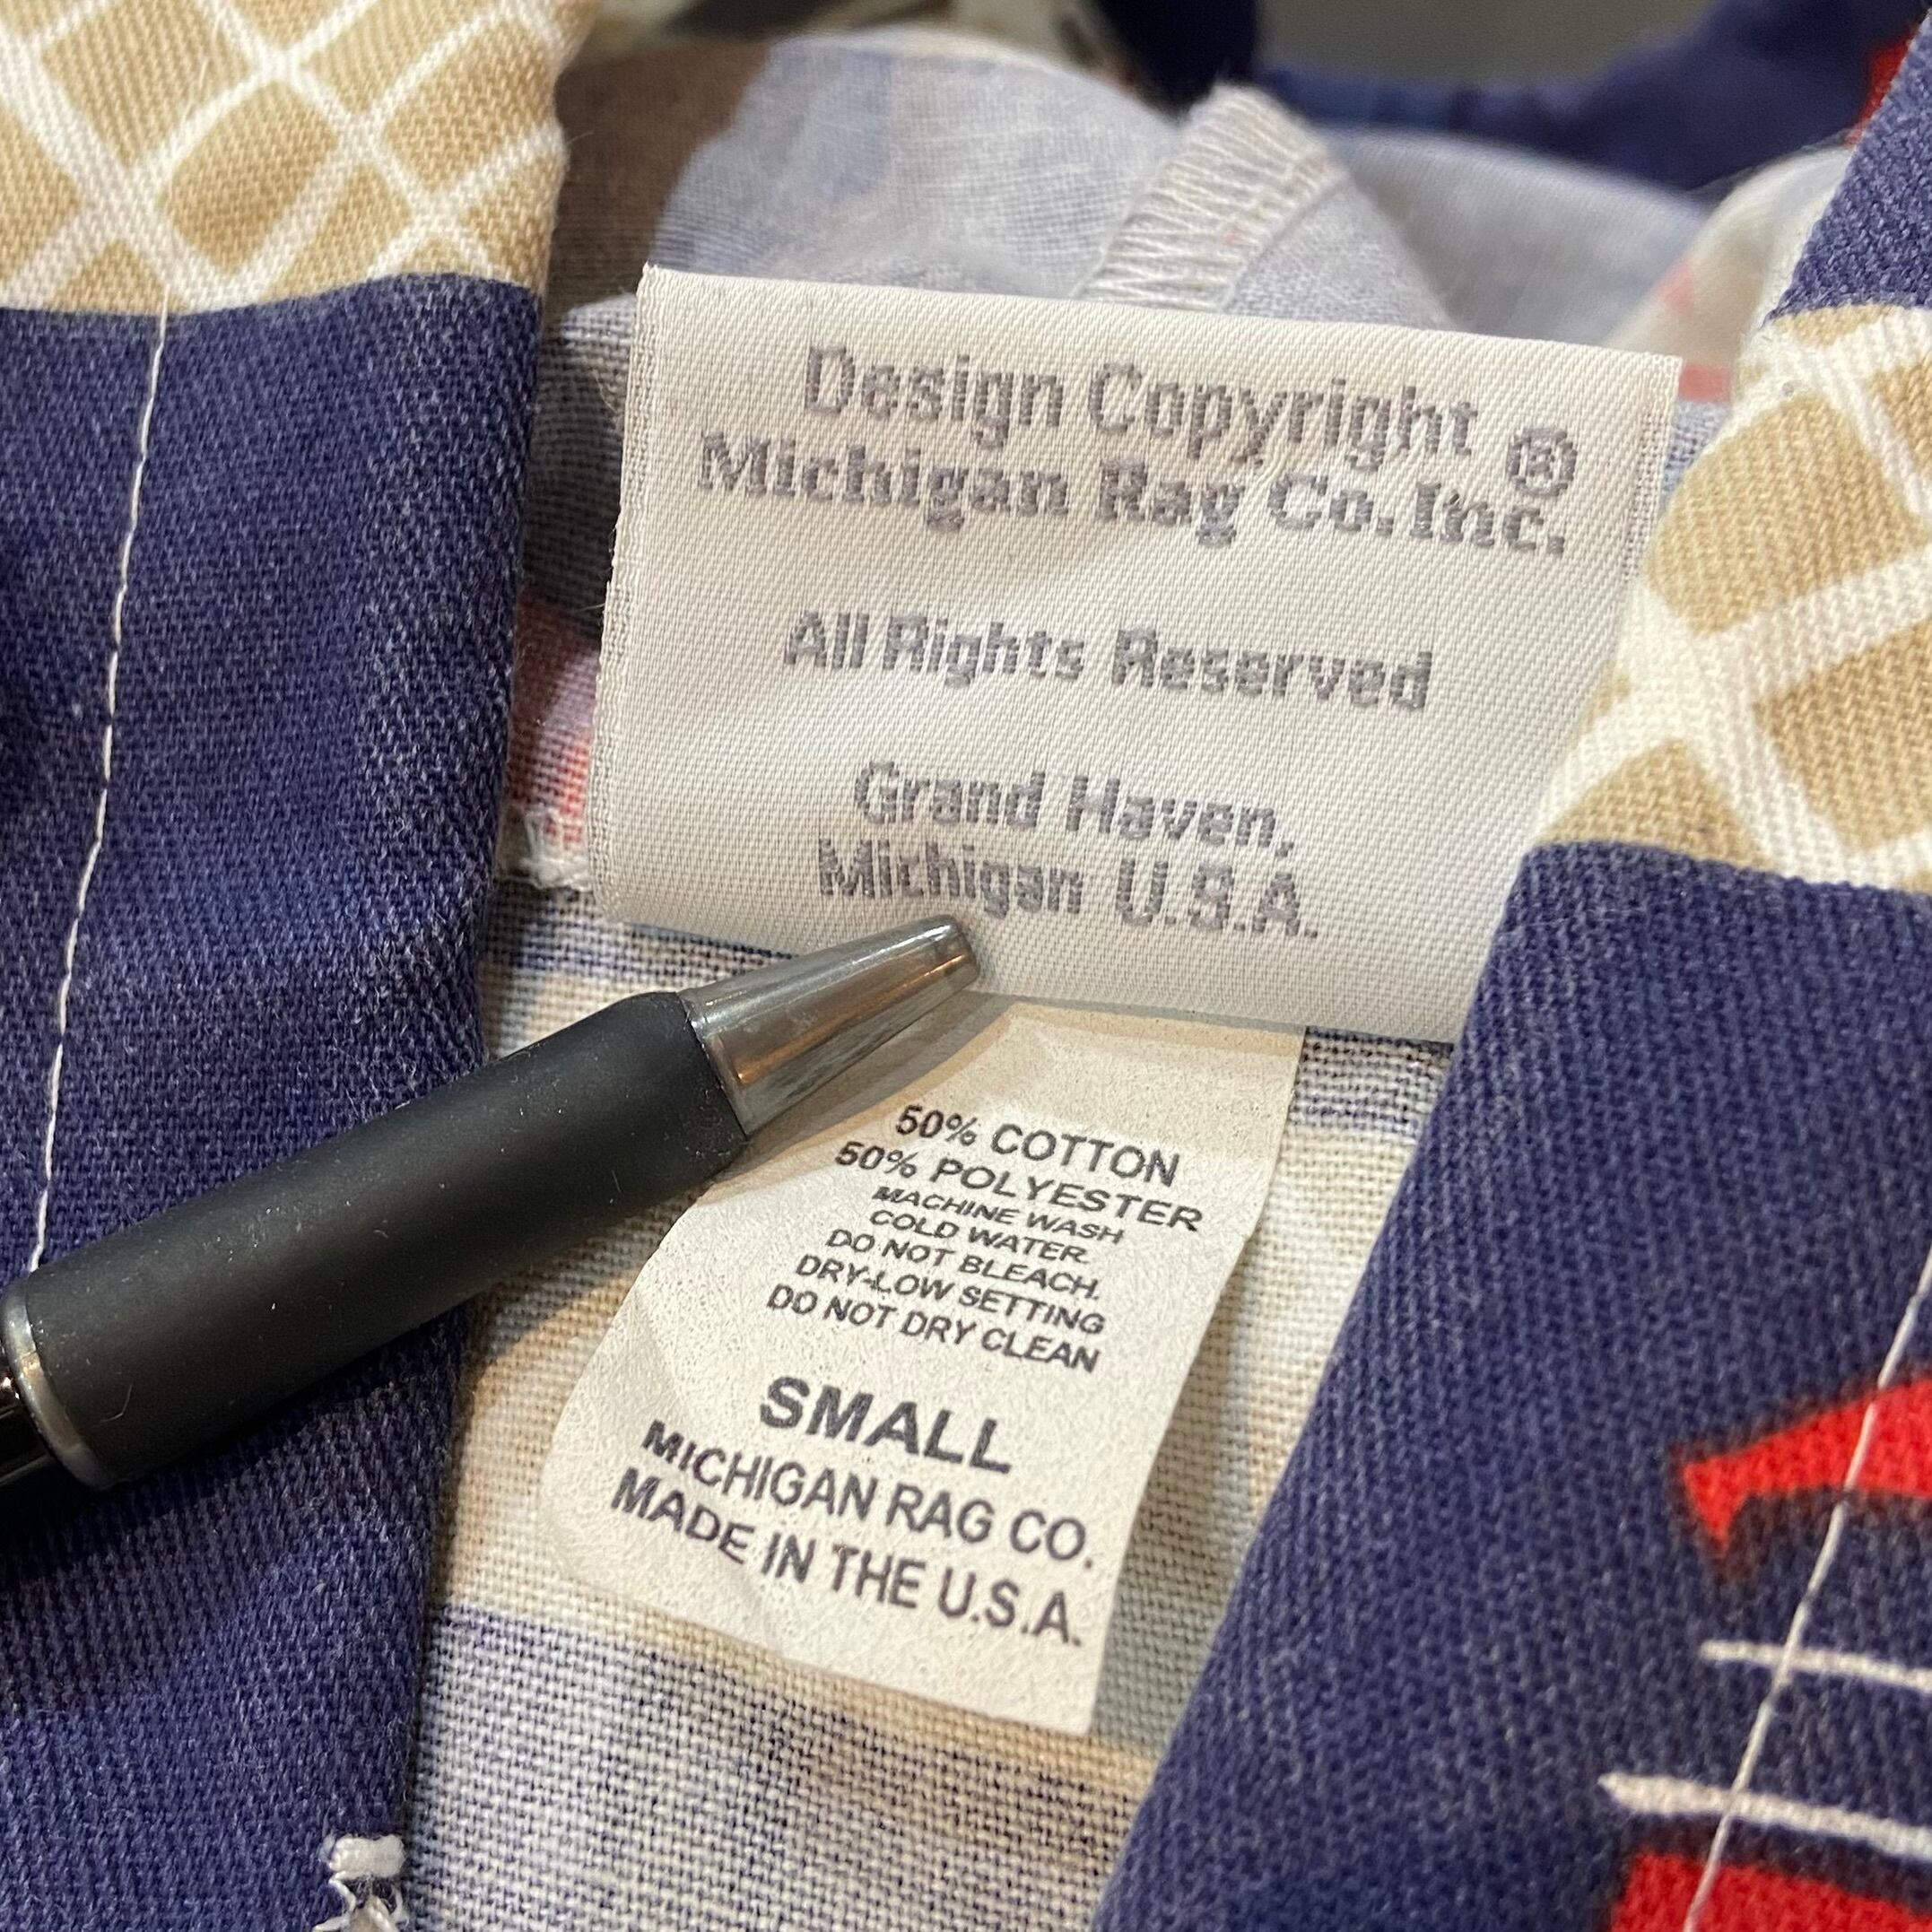 Design Copyright ®
Michigan Rag Co. Inc.
All Rights Reserved
Grand Haven,
Michigan U.S.A.
50% COTTON
50% POLYESTER
MACHINE WASH
COLD WATER.
DO NOT BLEACH.
DRY-LOW SETTING
DO NOT DRY CLEAN
SMALL
MICHIGAN RAG CO.
MADE IN THE U.S.A.